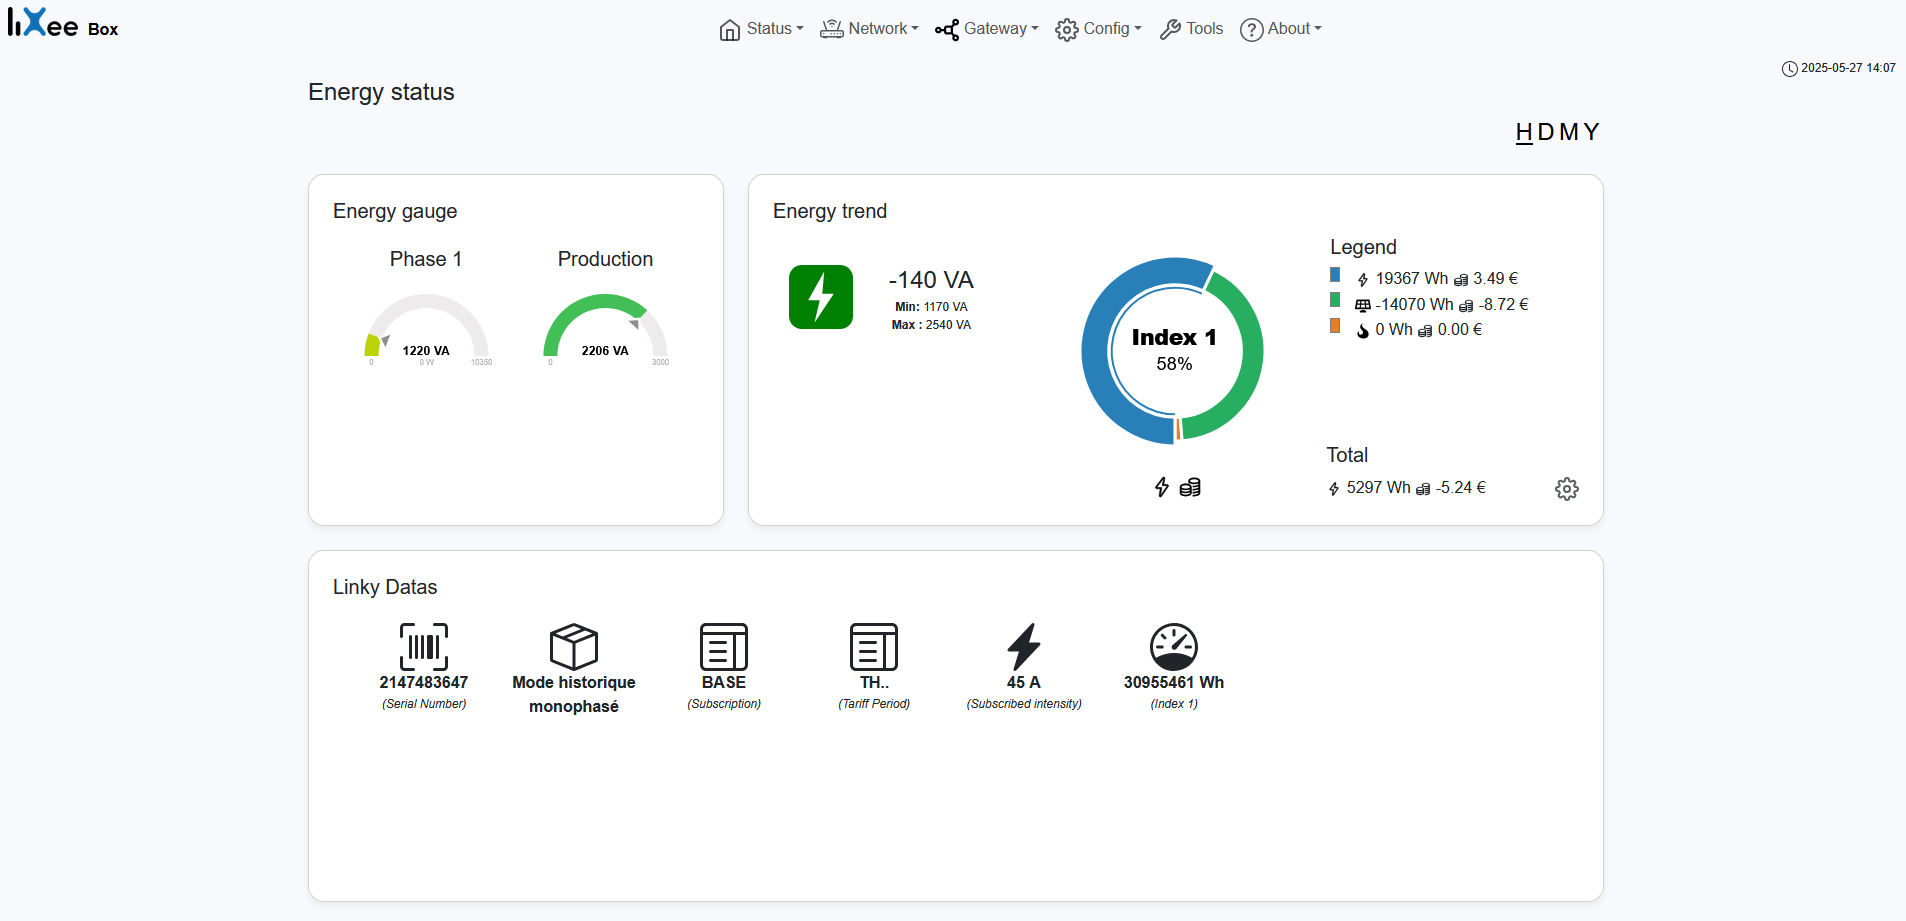 liXee Box
Status Network Gateway Config Tools About
2025-05-27 14:07
Energy status
H D M Y
Energy gauge
Phase 1
1220 VA
0 0 W 10350
Production
2206 VA
0 3000
Energy trend
-140 VA
Min: 1170 VA
Max : 2540 VA
Index 1
58%
Legend
19367 Wh 3.49 €
-14070 Wh -8.72 €
0 Wh 0.00 €
Total
5297 Wh -5.24 €
Linky Datas
2147483647
(Serial Number)
Mode historique
monophasé
BASE
(Subscription)
TH..
(Tariff Period)
45 A
(Subscribed intensity)
30955461 Wh
(Index 1)